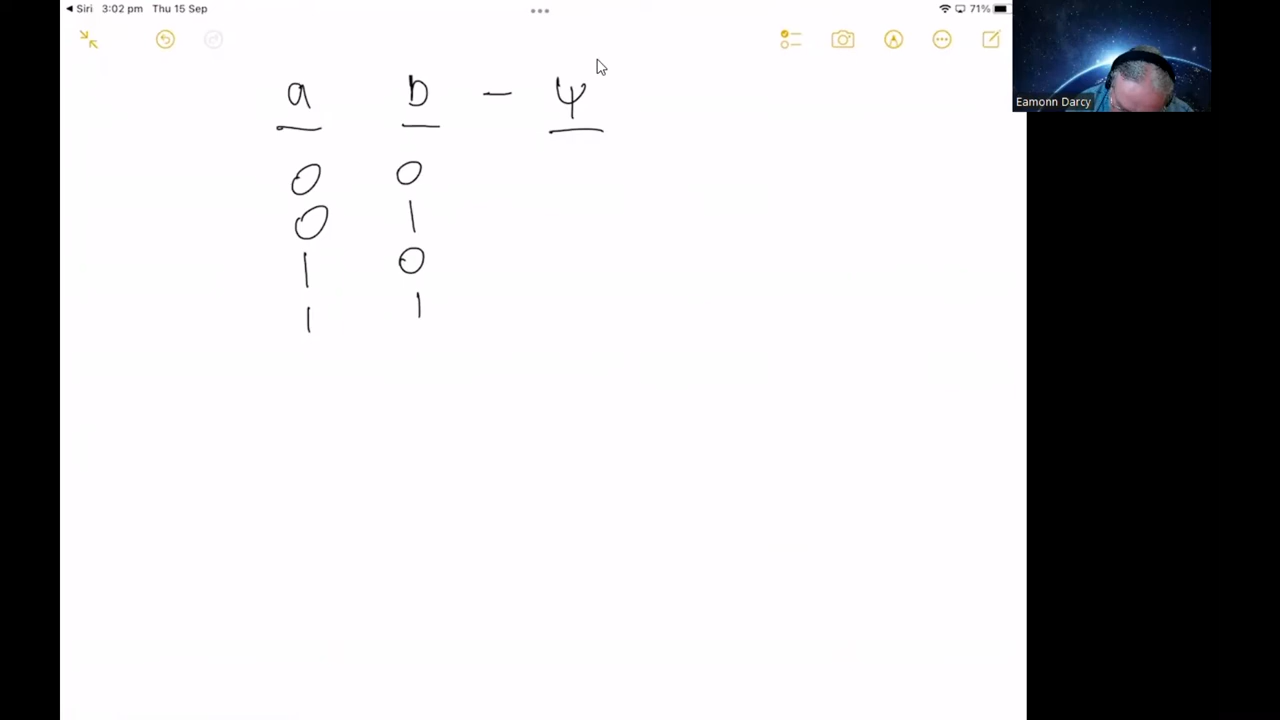 Siri 3:02 pm Thu 15 Sep 71%
Eamonn Darcy
a b - ψ
0 0
0 1
1 0
1 1